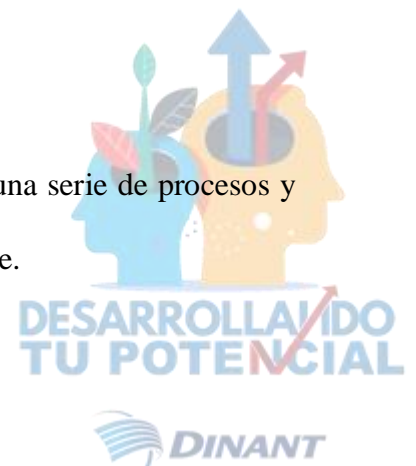 una serie de procesos y
e.
DESARROLLANDO
TU POTENCIAL
DINANT